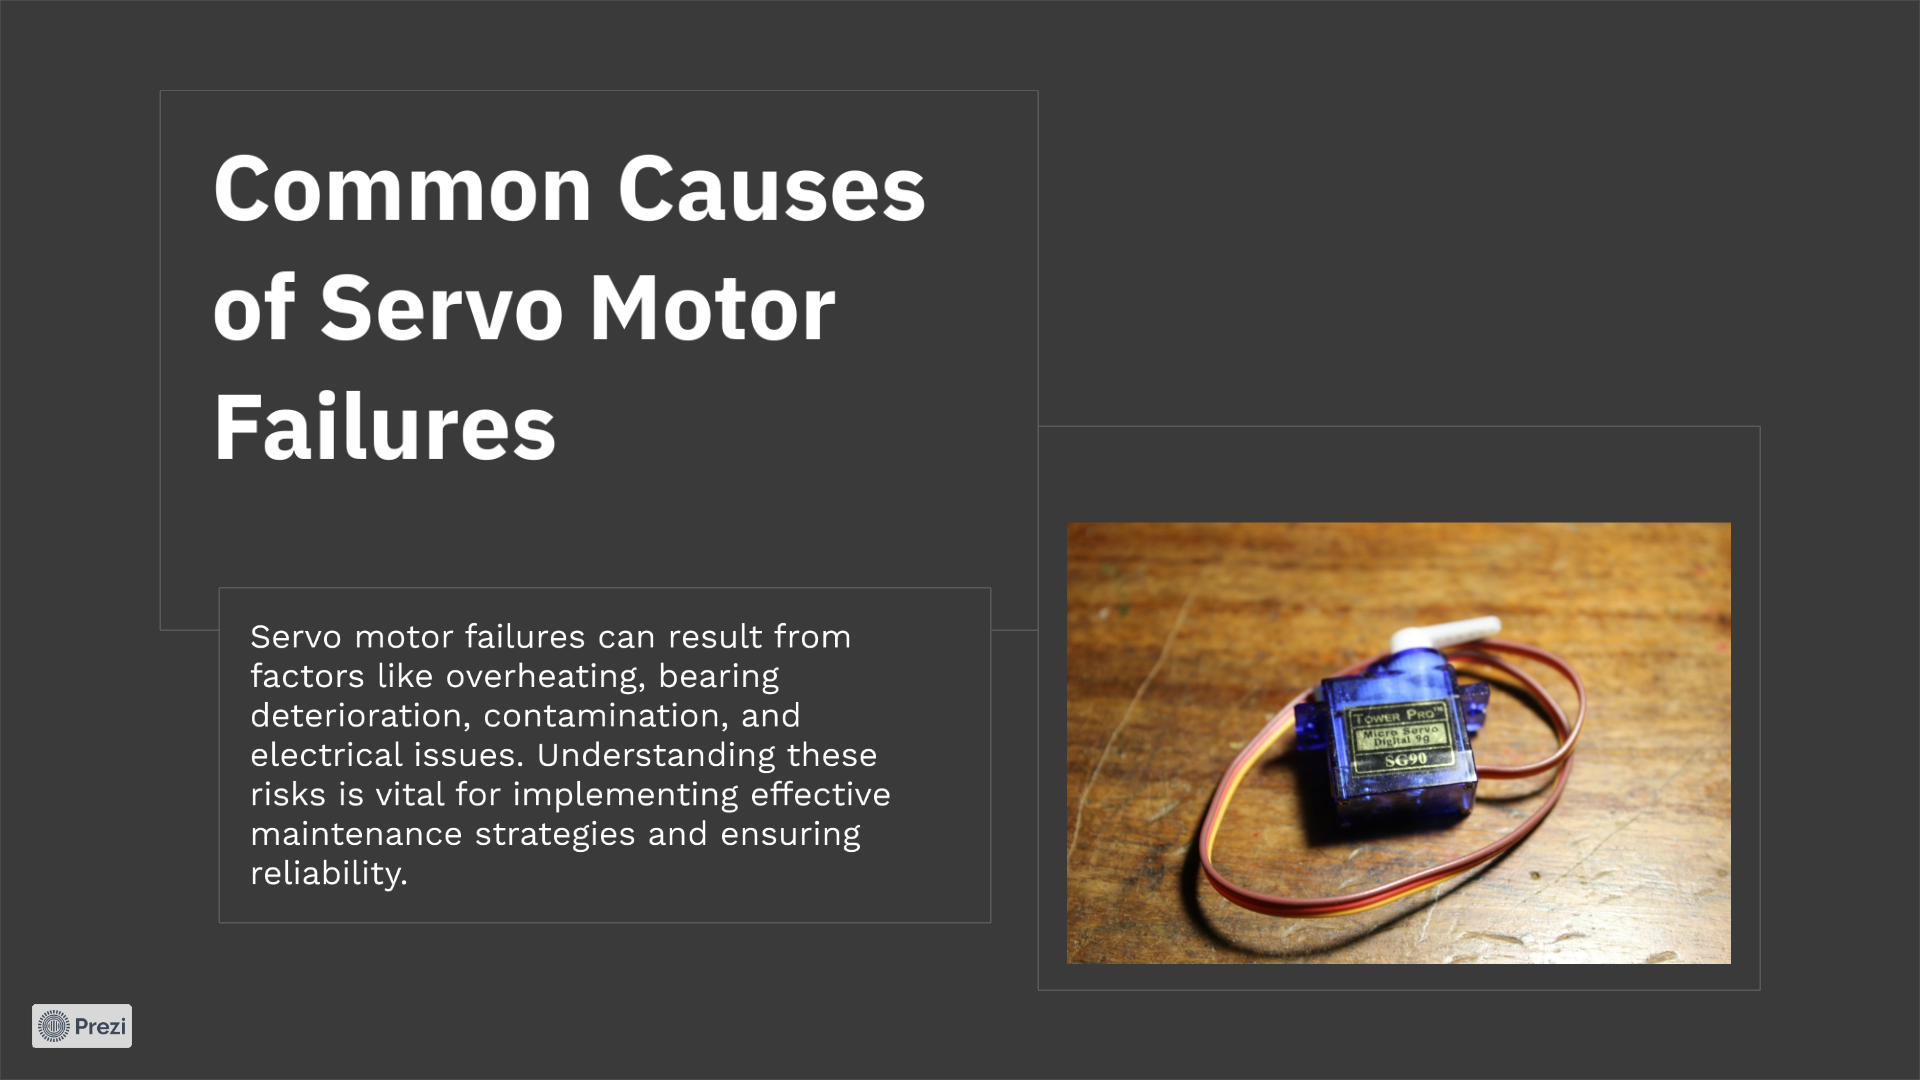 Common Causes
of Servo Motor
Failures
Servo motor failures can result from
factors like overheating, bearing
deterioration, contamination, and
electrical issues. Understanding these
risks is vital for implementing effective
maintenance strategies and ensuring
reliability.
TOWER PRO™
Micro Servo
Digital 9g
SG90
Prezi